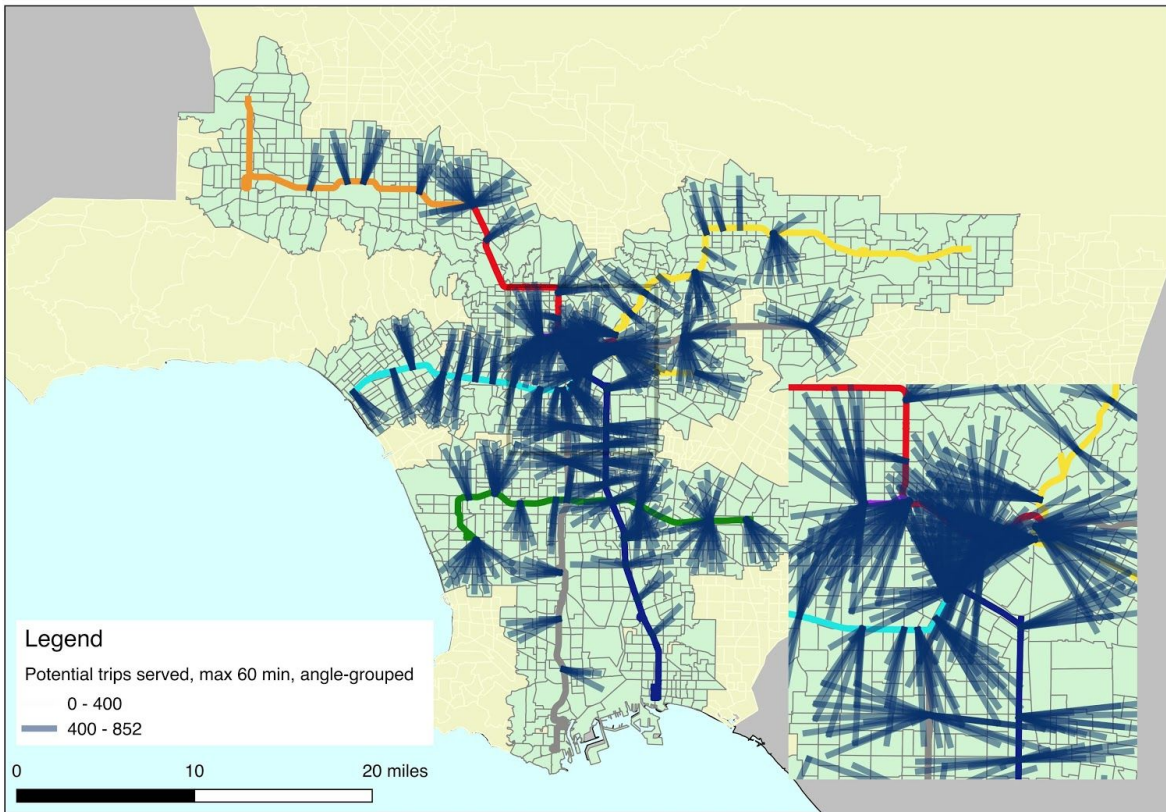 Legend
Potential trips served, max 60 min, angle-grouped
0 - 400
400 - 852
0 10 20 miles